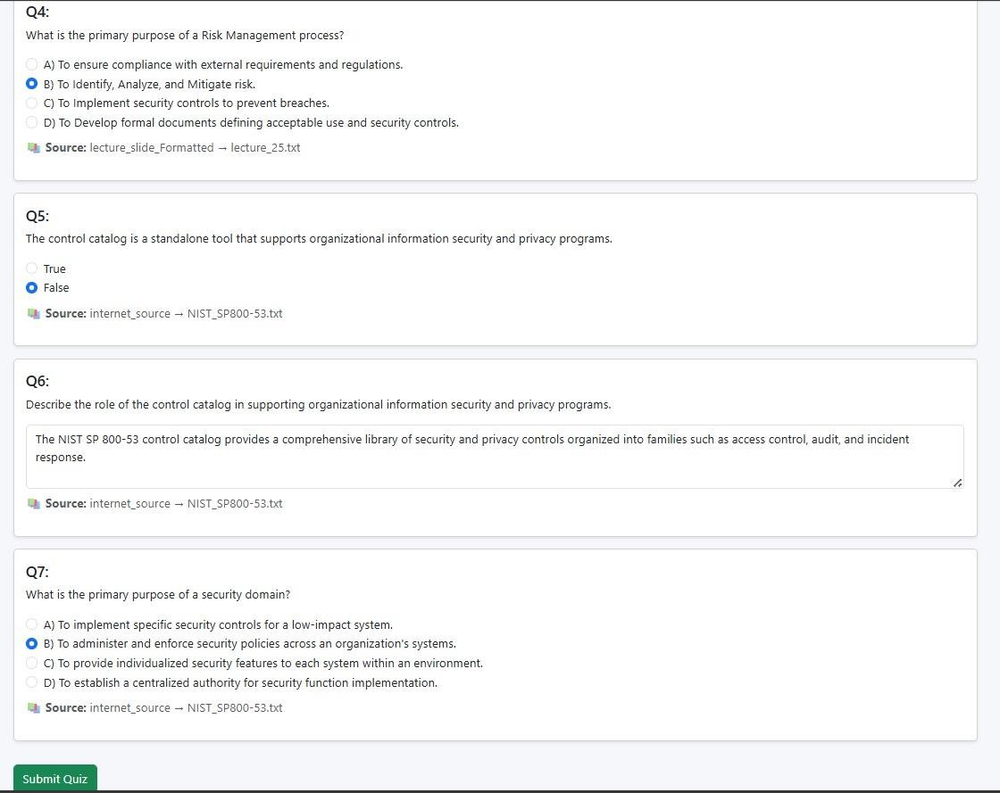 Q4:
What is the primary purpose of a Risk Management process?
A) To ensure compliance with external requirements and regulations.
B) To Identify, Analyze, and Mitigate risk.
C) To Implement security controls to prevent breaches.
D) To Develop formal documents defining acceptable use and security controls.
Source: lecture_slide_Formatted → lecture_25.txt
Q5:
The control catalog is a standalone tool that supports organizational information security and privacy programs.
True
False
Source: internet_source → NIST_SP800-53.txt
Q6:
Describe the role of the control catalog in supporting organizational information security and privacy programs.
The NIST SP 800-53 control catalog provides a comprehensive library of security and privacy controls organized into families such as access control, audit, and incident
response.
Source: internet_source → NIST_SP800-53.txt
Q7:
What is the primary purpose of a security domain?
A) To implement specific security controls for a low-impact system.
B) To administer and enforce security policies across an organization's systems.
C) To provide individualized security features to each system within an environment.
D) To establish a centralized authority for security function implementation.
Source: internet_source → NIST_SP800-53.txt
Submit Quiz